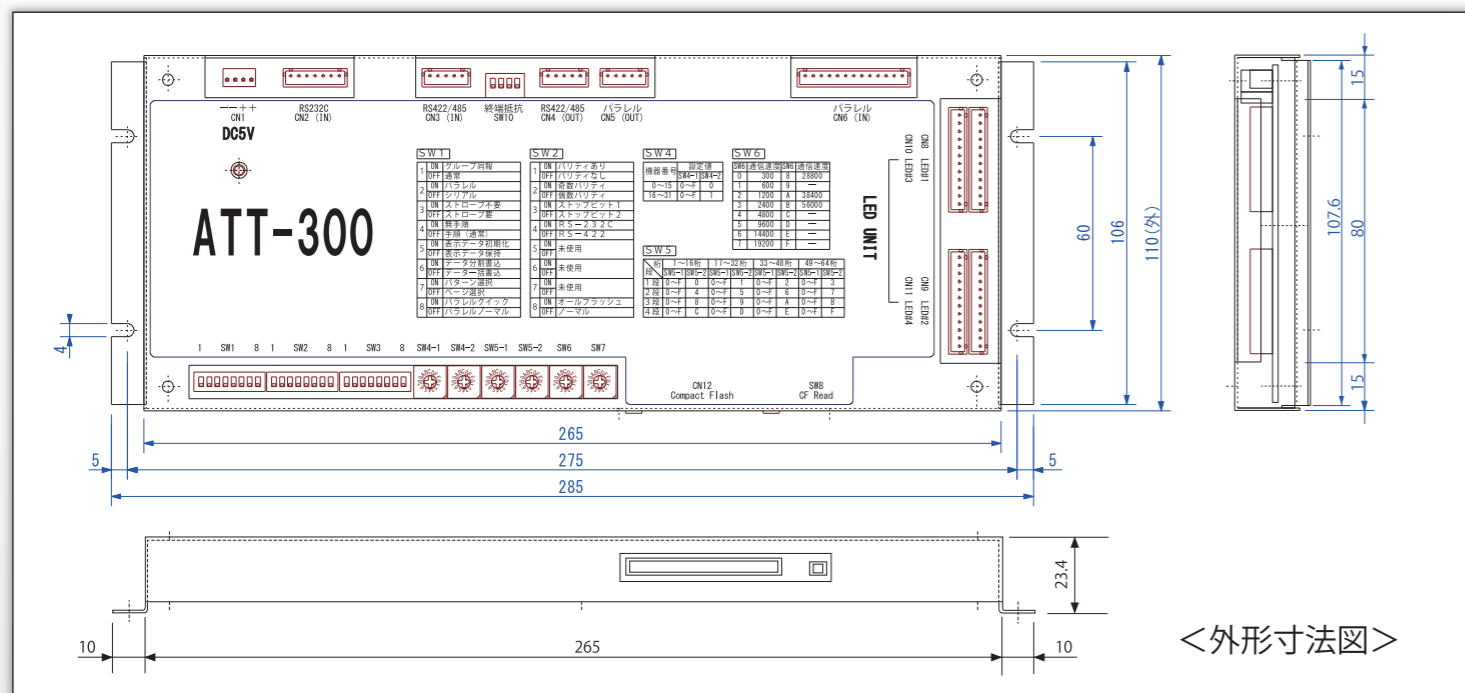 ――++
CN1
DC5V
RS232C
CN2 (IN)
RS422/485
CN3 (IN)
終端抵抗
SW10
RS422/485
CN4 (OUT)
パラレル
CN5 (OUT)
パラレル
CN6 (IN)
CN10 LED#3
CN8 LED#1
CN11 LED#4
CN9 LED#2
LED UNIT
ATT-300
SW1
1 ON グループ同報
OFF 通常
2 ON パラレル
OFF シリアル
3 ON ストローブ不要
OFF ストローブ要
4 ON 無手順
OFF 手順(通常)
5 ON 表示データ初期化
OFF 表示データ保持
6 ON データ分割書込
OFF データ一括書込
7 ON パターン選択
OFF ページ選択
8 ON パラレルクイック
OFF パラレルノーマル
SW2
1 ON パリティあり
OFF パリティなし
2 ON 奇数パリティ
OFF 偶数パリティ
3 ON ストップビット1
OFF ストップビット2
4 ON RS-232C
OFF RS-422
5 ON OFF 未使用
6 ON OFF 未使用
7 ON OFF 未使用
8 ON オールフラッシュ
OFF ノーマル
SW4
機器番号 設定値
SW4-1 SW4-2
0~15 0~F 0
16~31 0~F 1
SW6
SW6 通信速度 SW6 通信速度
0 300 8 28800
1 600 9 ―
2 1200 A 38400
3 2400 B 56000
4 4800 C ―
5 9600 D ―
6 14400 E ―
7 19200 F ―
SW5
段 桁 1~16桁 17~32桁 33~48桁 49~64桁
SW5-1 SW5-2 SW5-1 SW5-2 SW5-1 SW5-2 SW5-1 SW5-2
1段 0~F 0 0~F 1 0~F 2 0~F 3
2段 0~F 4 0~F 5 0~F 6 0~F 7
3段 0~F 8 0~F 9 0~F A 0~F B
4段 0~F C 0~F D 0~F E 0~F F
1 SW1 8 1 SW2 8 1 SW3 8 SW4-1 SW4-2 SW5-1 SW5-2 SW6 SW7
CN12
Compact Flash
SW8
CF Read
4
60
106
110(外)
15
107.6
80
15
265
5
275
5
285
23.4
10
265
10
<外形寸法図>